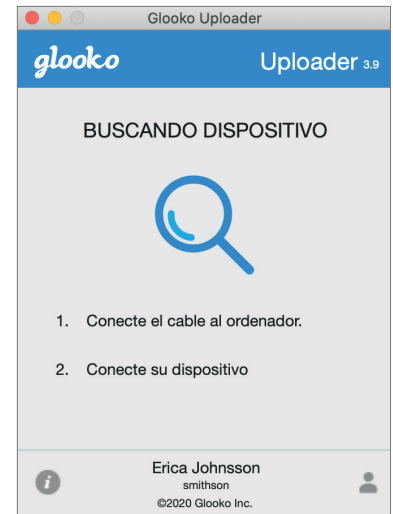 Glooko Uploader
glooko
Uploader 3.9
BUSCANDO DISPOSITIVO
1. Conecte el cable al ordenador.
2. Conecte su dispositivo
Erica Johnsson
smithson
©2020 Glooko Inc.